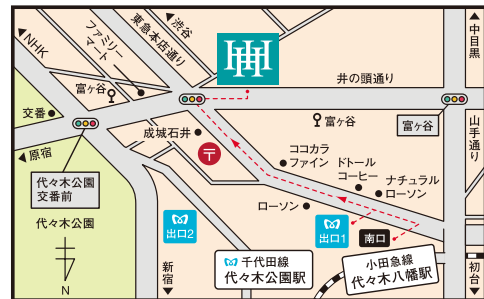 ◀NHK
ファミリー
マート
東急本店通り
◀渋谷
HH
▲中目黒
井の頭通り
富ヶ谷
富ヶ谷
富ヶ谷
交番
成城石井
〒
山手通り
◀原宿
代々木公園
交番前
ココカラ
ファイン
ドトール
コーヒー
ナチュラル
ローソン
ローソン
代々木公園
出口2
出口1
南口
新宿▼
千代田線
代々木公園駅
小田急線
代々木八幡駅
初台▼
N